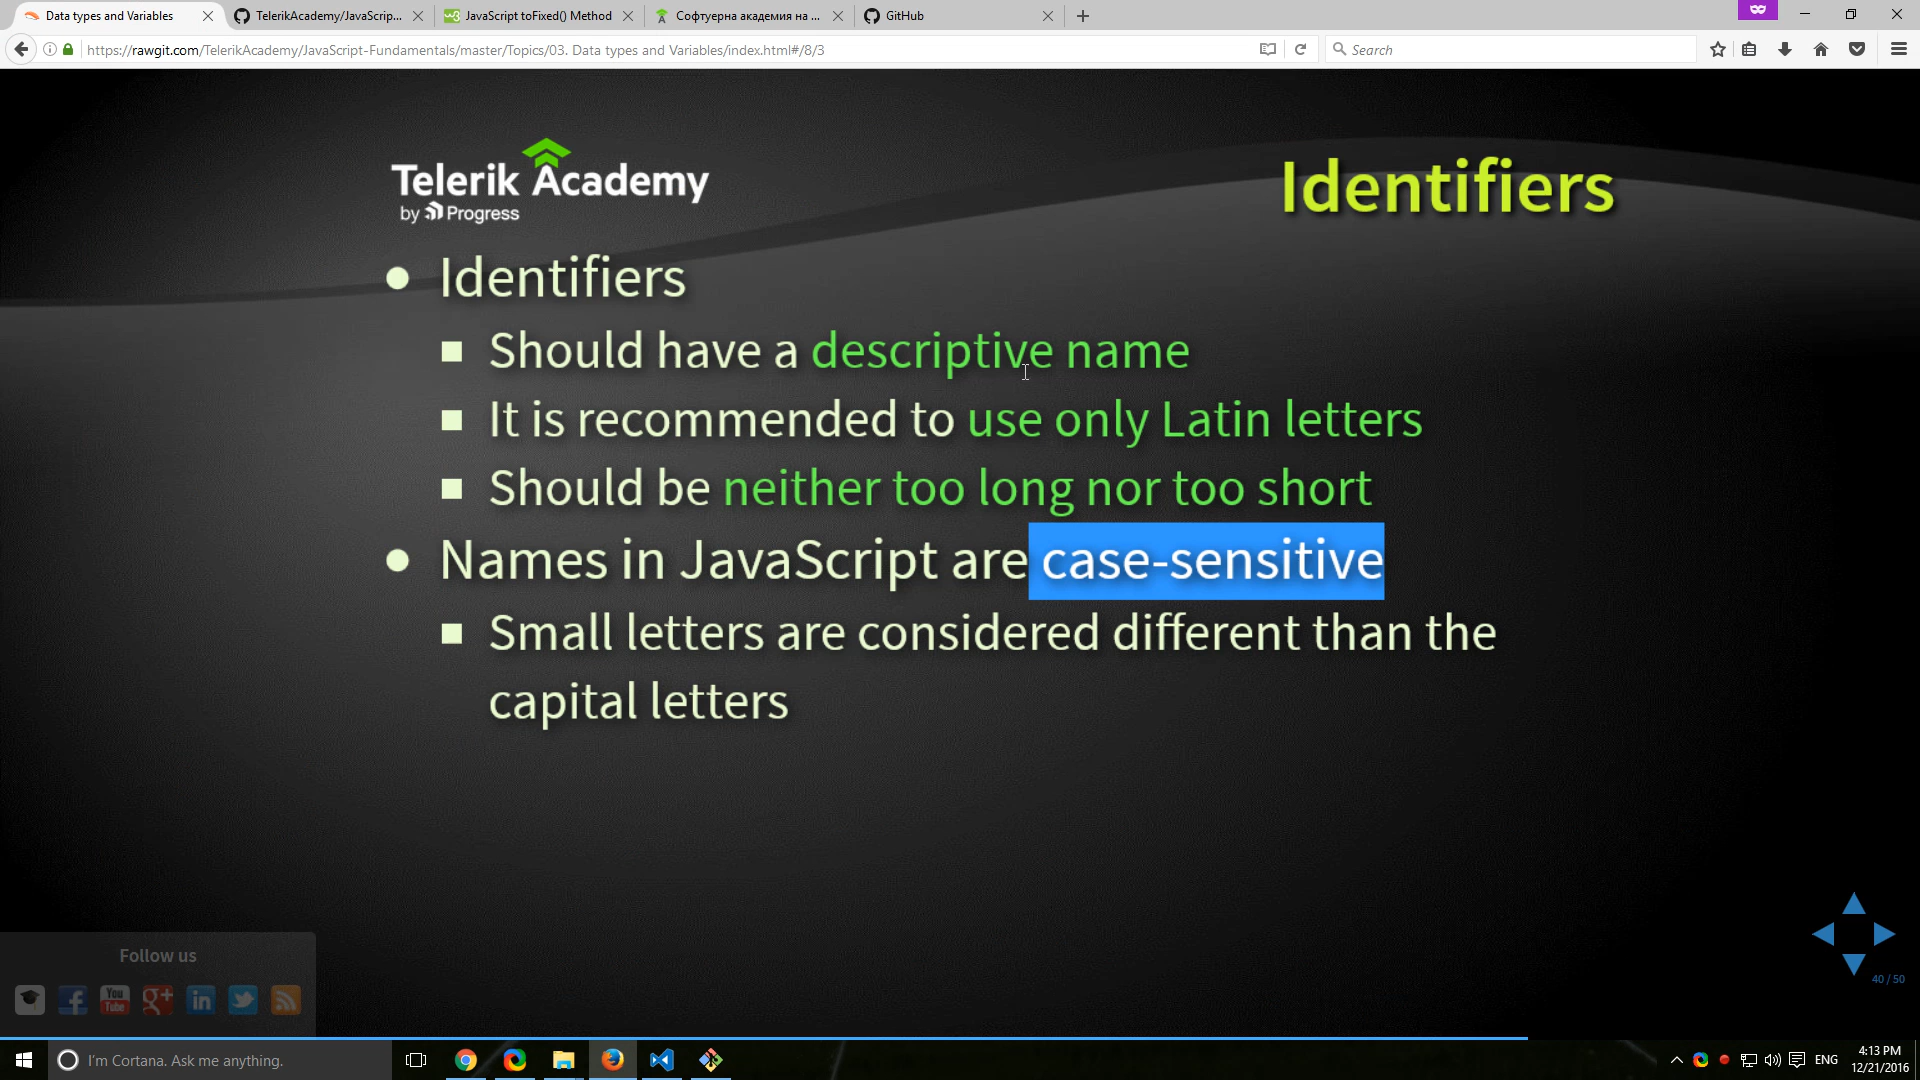 Data types and Variables
TelerikAcademy/JavaScrip...
JavaScript toFixed() Method
Софтуерна академия на ...
GitHub
https://rawgit.com/TelerikAcademy/JavaScript-Fundamentals/master/Topics/03. Data types and Variables/index.html#/8/3
Search
Telerik Academy
by Progress
Identifiers
Identifiers
Should have a descriptive name
It is recommended to use only Latin letters
Should be neither too long nor too short
Names in JavaScript are case-sensitive
Small letters are considered different than the
capital letters
40 / 50
Follow us
You
Tube
I'm Cortana. Ask me anything.
ENG
4:13 PM
12/21/2016